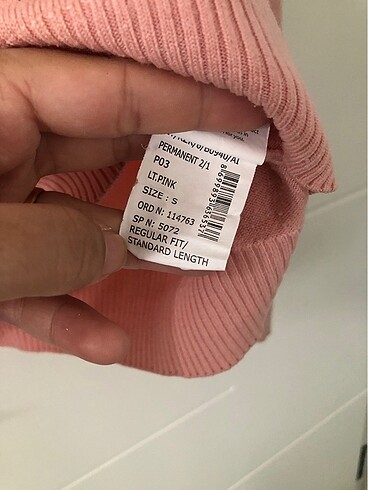 PERMANENT 2/1
P03
LT.PINK
SIZE : S
ORD N: 114763
SP N: 5072
REGULAR FIT/
STANDARD LENGTH